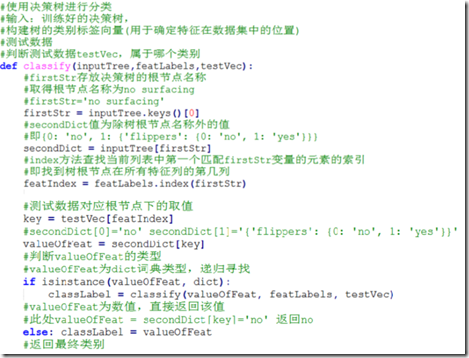 #使用决策树进行分类
#输入：训练好的决策树，
#构建树的类别标签向量(用于确定特征在数据集中的位置)
#测试数据
#判断测试数据testVec，属于哪个类别
def classify(inputTree,featLabels,testVec):
#firstStr存放决策树的根节点名称
#取得根节点名称为no surfacing
#firstStr='no surfacing'
firstStr = inputTree.keys()[0]
#secondDict值为除树根节点名称外的值
#即{0: 'no', 1: {'flippers': {0: 'no', 1: 'yes'}}}
secondDict = inputTree[firstStr]
#index方法查找当前列表中第一个匹配firstStr变量的元素的索引
#即找到树根节点在所有特征列的第几列
featIndex = featLabels.index(firstStr)
#测试数据对应根节点下的取值
key = testVec[featIndex]
#secondDict[0]='no' secondDict[1]='{'flippers': {0: 'no', 1: 'yes'}}'
valueOfFeat = secondDict[key]
#判断valueOfFeat的类型
#valueOfFeat为dict词典类型，递归寻找
if isinstance(valueOfFeat, dict):
classLabel = classify(valueOfFeat, featLabels, testVec)
#valueOfFeat为数值，直接返回该值
#此处valueOfFeat = secondDict[key]='no' 返回no
else: classLabel = valueOfFeat
#返回最终类别